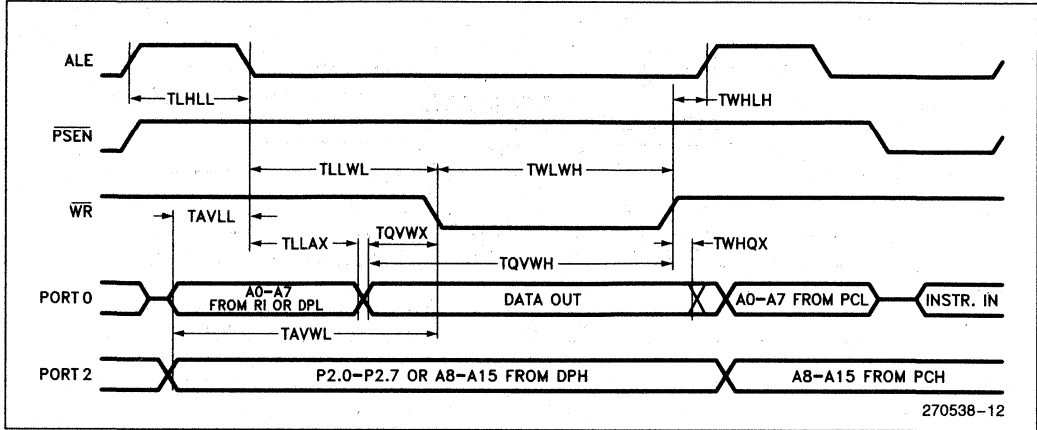 ALE
TLHLL
TWHLH
PSEN
TLLWL
TWLWH
WR
TAVLL
TQVWX
TLLAX
TWHQX
TQVWH
PORT 0
A0-A7
FROM RI OR DPL
DATA OUT
A0-A7 FROM PCL
INSTR. IN
TAVWL
PORT 2
P2.0-P2.7 OR A8-A15 FROM DPH
A8-A15 FROM PCH
270538-12